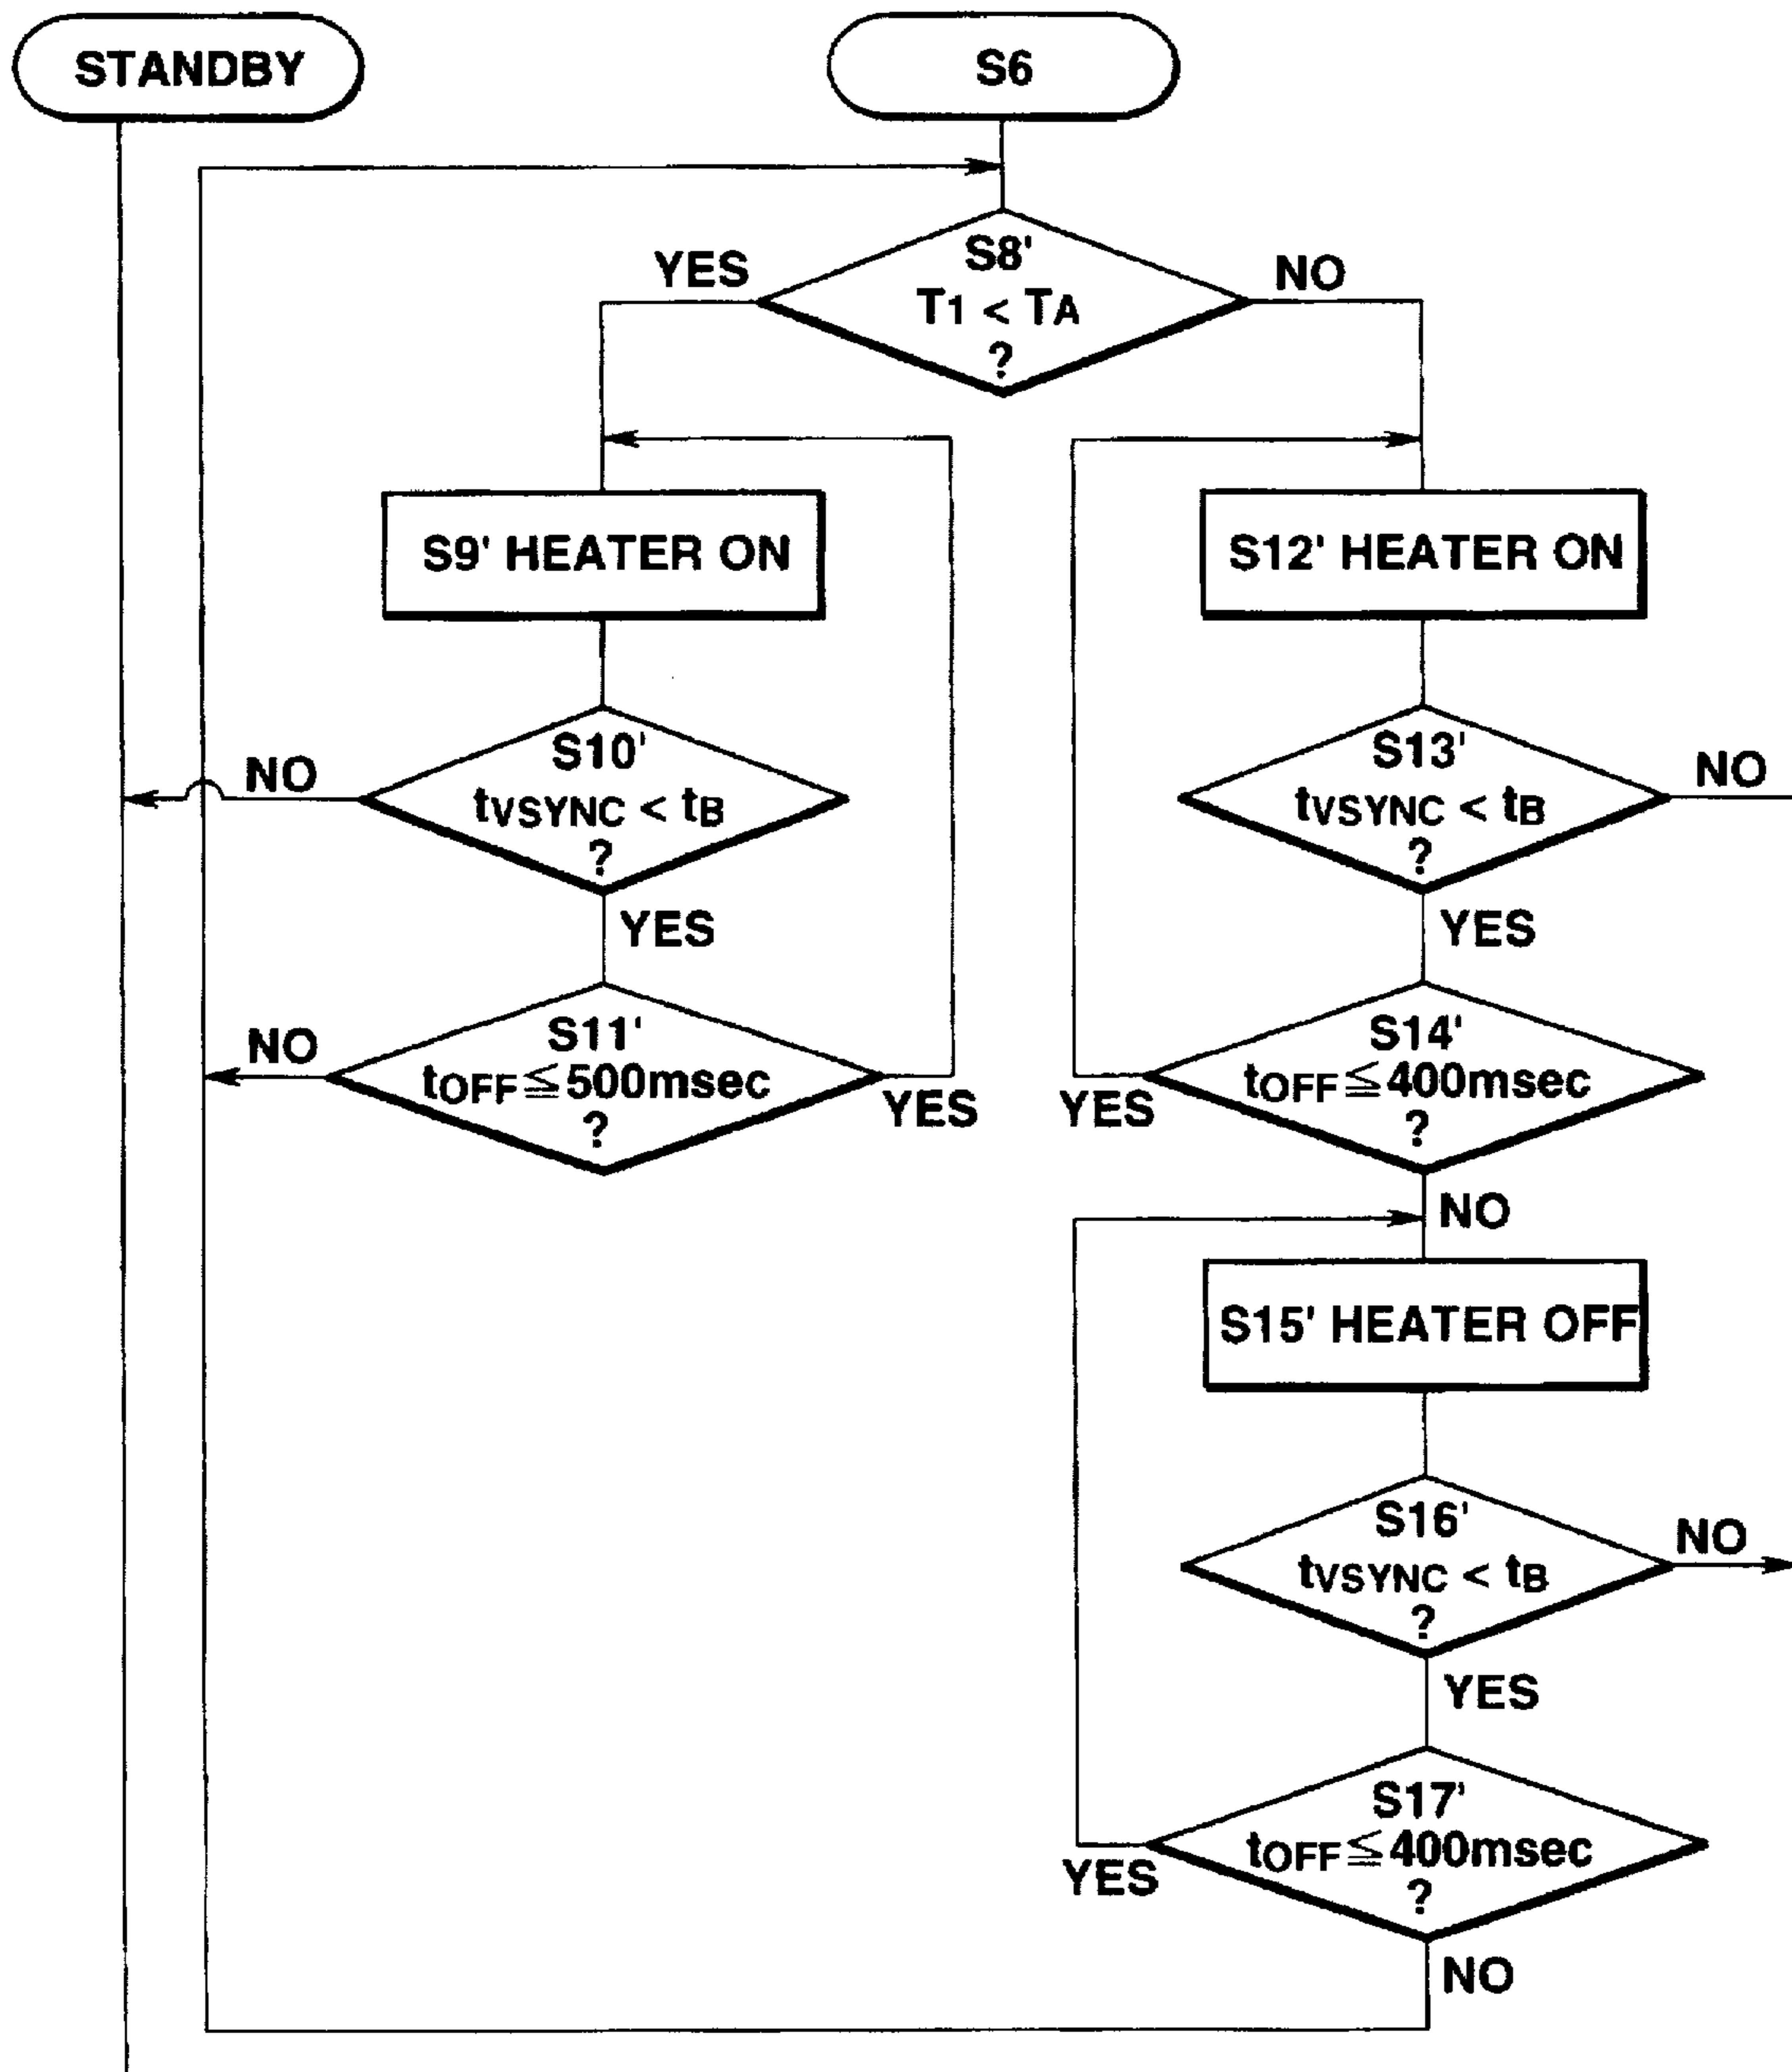 STANDBY
S6
S8'
YES
NO
T1 < TA
?
S9' HEATER ON
S12' HEATER ON
S10'
NO
tVSYNC < tB
?
YES
S13'
NO
tVSYNC < tB
?
YES
S11'
NO
tOFF≦500msec
YES
?
S14'
tOFF≦400msec
YES
?
NO
S15' HEATER OFF
S16'
NO
tVSYNC < tB
?
YES
S17'
tOFF≦400msec
YES
?
NO